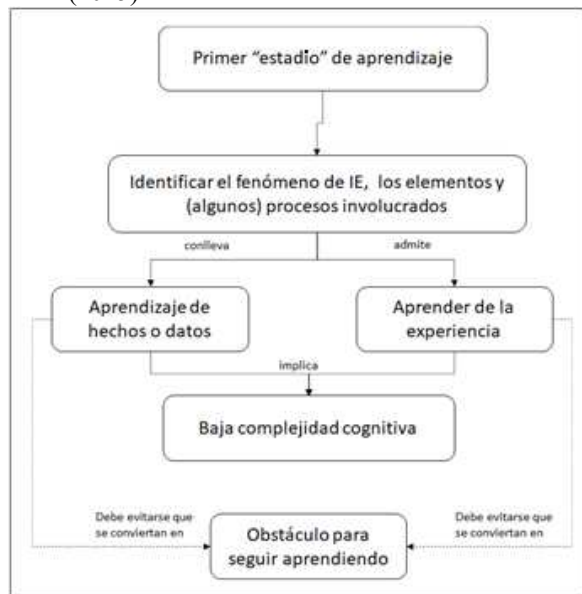 Primer “estadio” de aprendizaje
Identificar el fenómeno de IE, los elementos y
(algunos) procesos involucrados
conlleva
admite
Aprendizaje de
hechos o datos
Aprender de la
experiencia
implica
Baja complejidad cognitiva
Debe evitarse que
se conviertan en
Debe evitarse que
se conviertan en
Obstáculo para
seguir aprendiendo